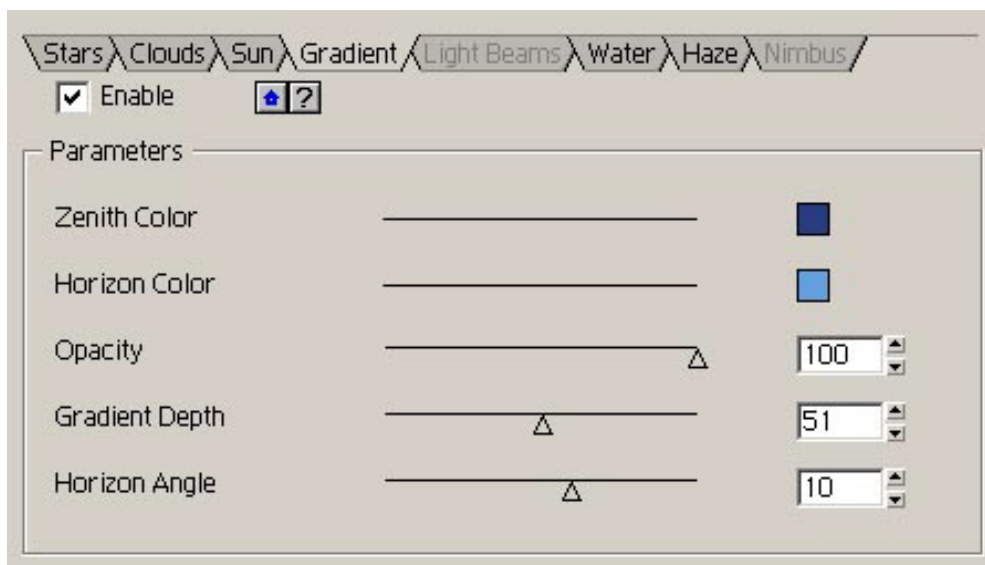 Stars Clouds Sun Gradient Light Beams Water Haze Nimbus
Enable ?
Parameters
Zenith Color
Horizon Color
Opacity 100
Gradient Depth 51
Horizon Angle 10